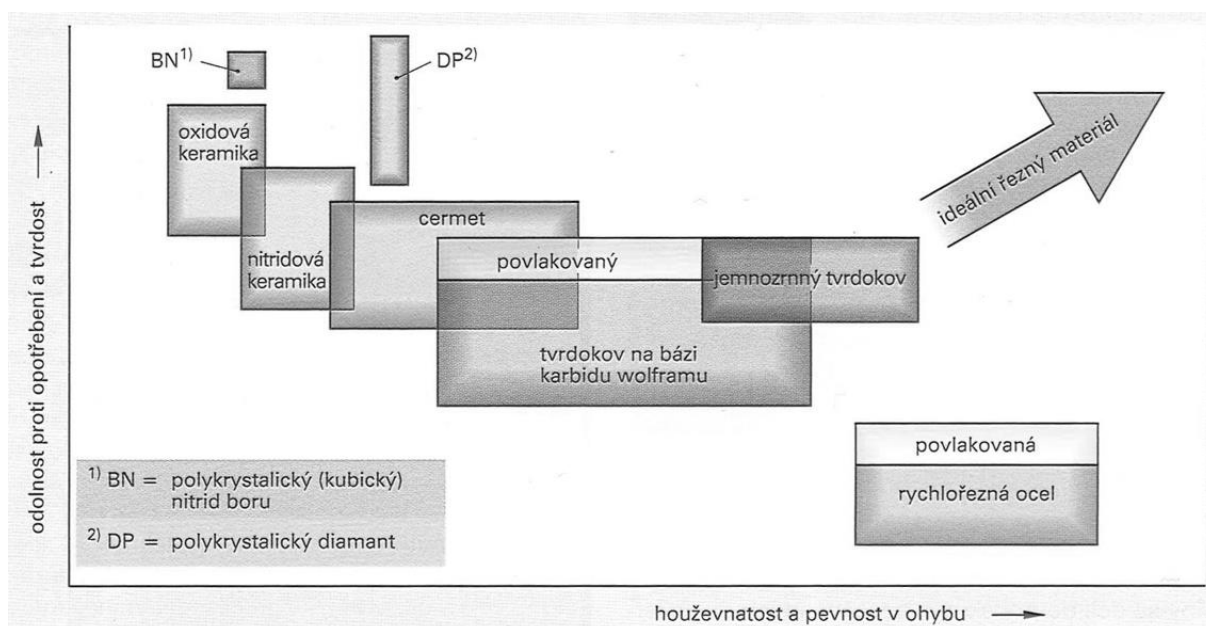 BN1)
DP2)
oxidová
keramika
nitridová
keramika
cermet
povlakovaný
jemnozrnný tvrdokov
tvrdokov na bázi
karbidu wolframu
ideální řezný materiál
povlakovaná
rychlořezná ocel
1) BN = polykrystalický (kubický)
nitrid boru
2) DP = polykrystalický diamant
odolnost proti opotřebení a tvrdost
houževnatost a pevnost v ohybu